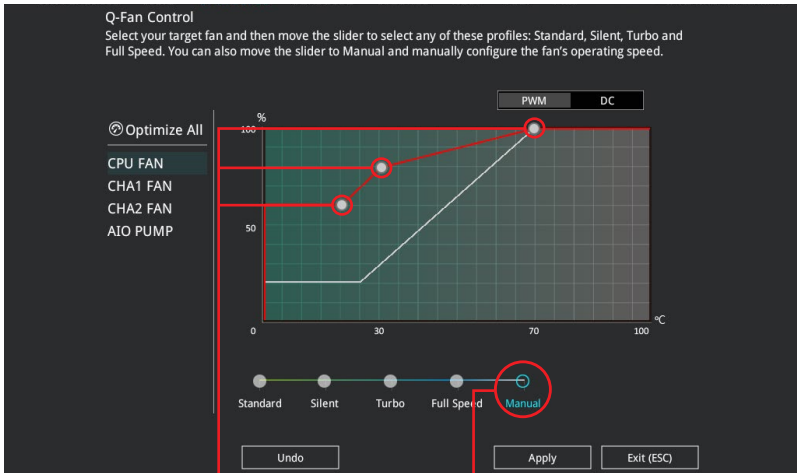 Q-Fan Control
Select your target fan and then move the slider to select any of these profiles: Standard, Silent, Turbo and
Full Speed. You can also move the slider to Manual and manually configure the fan's operating speed.
PWM DC
%
Optimize All
100
CPU FAN
CHA1 FAN
CHA2 FAN
50
AIO PUMP
ºC
0 30 70 100
Standard Silent Turbo Full Speed Manual
Undo Apply Exit (ESC)